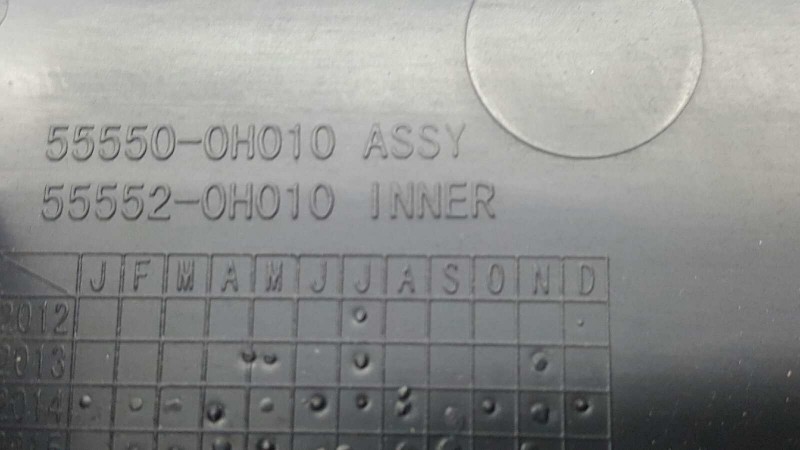 55550-0H010 ASSY
55552-0H010 INNER
J F M A M J J A S O N D
2012
2013
2014